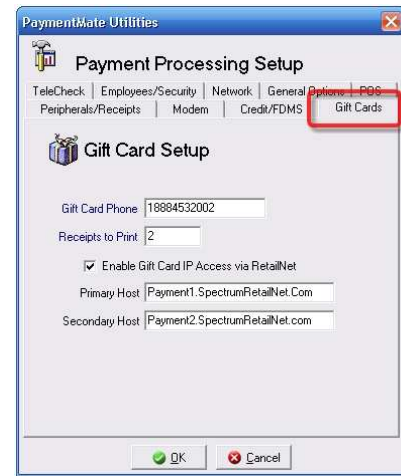 PaymentMate Utilities
Payment Processing Setup
TeleCheck | Employees/Security | Network | General Options | POS
Peripherals/Receipts | Modem | Credit/FDMS | Gift Cards
Gift Card Setup
Gift Card Phone 18884532002
Receipts to Print 2
Enable Gift Card IP Access via RetailNet
Primary Host Payment1.SpectrumRetailNet.Com
Secondary Host Payment2.SpectrumRetailNet.com
OK Cancel